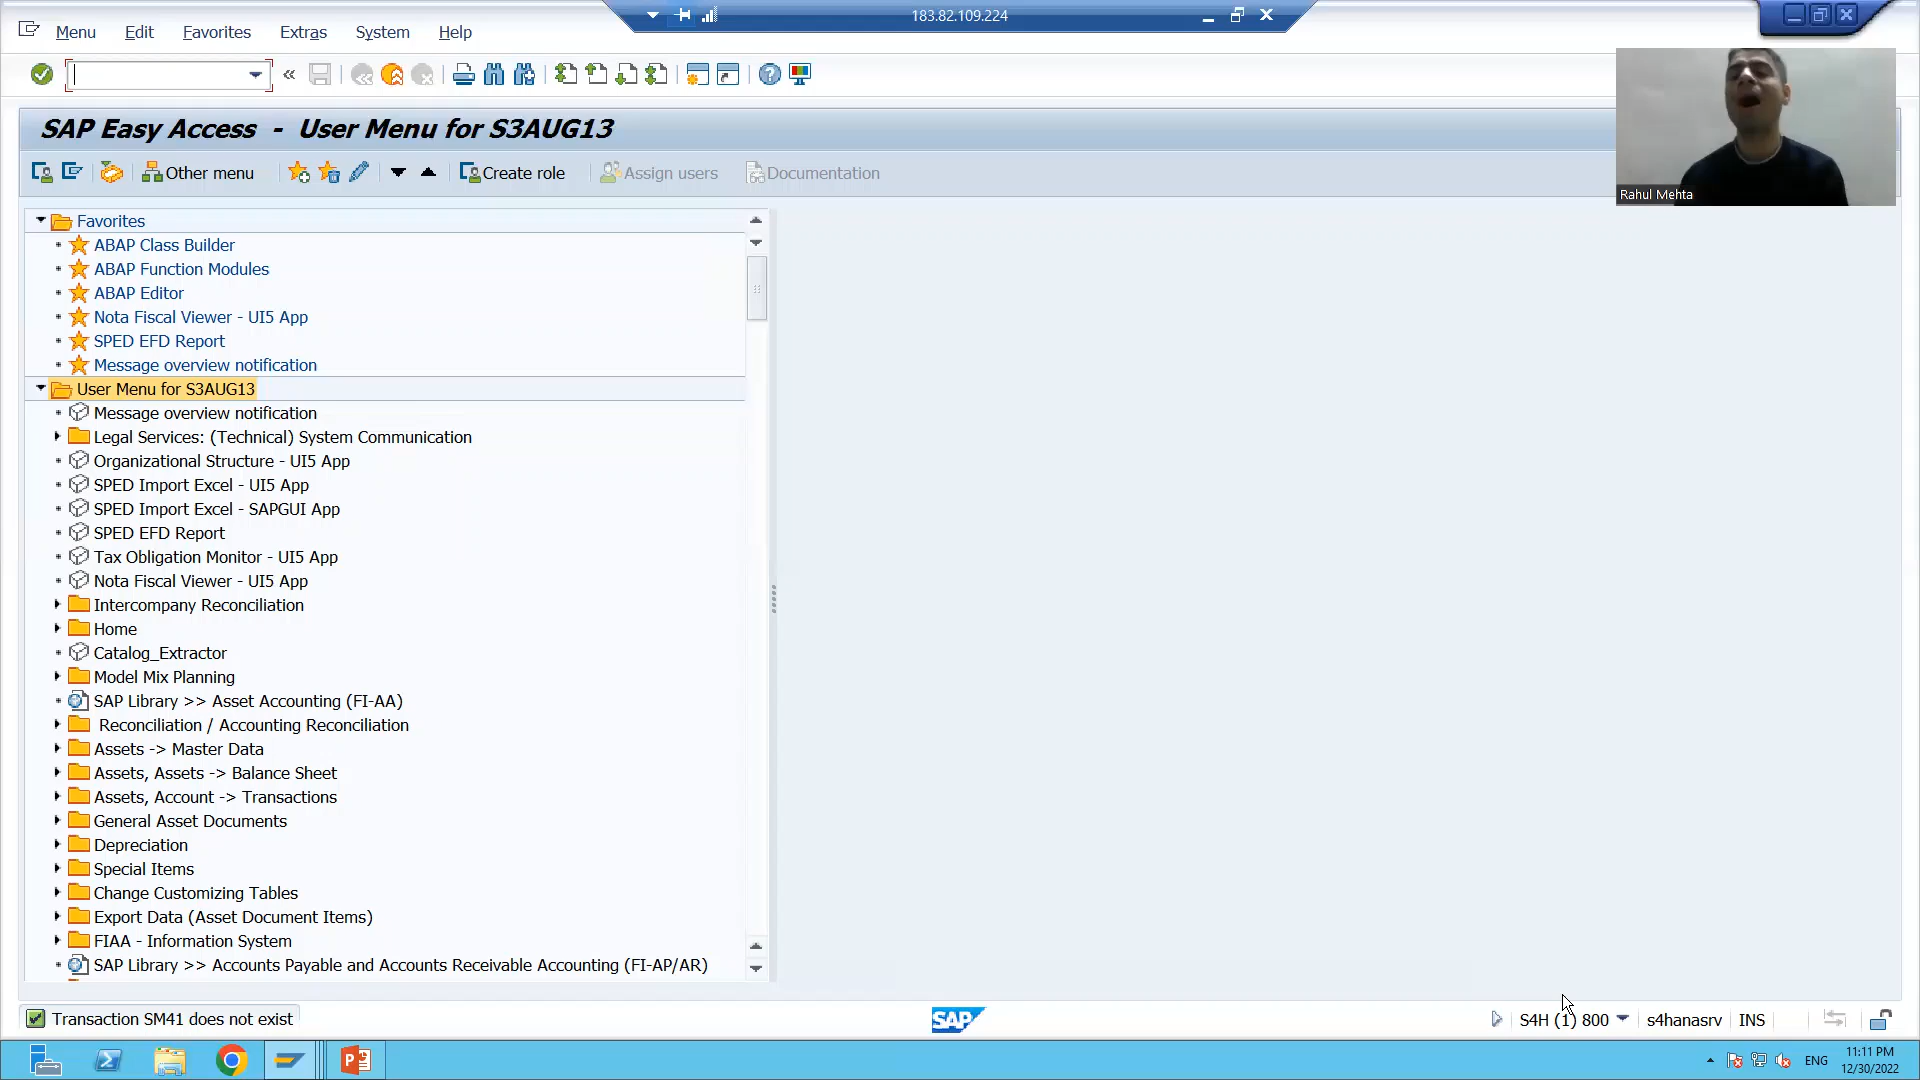 183.82.109.224
Menu Edit Favorites Extras System Help
SAP Easy Access - User Menu for S3AUG13
Other menu Create role Assign users Documentation
Rahul Mehta
Favorites
ABAP Class Builder
ABAP Function Modules
ABAP Editor
Nota Fiscal Viewer - UI5 App
SPED EFD Report
Message overview notification
User Menu for S3AUG13
Message overview notification
Legal Services: (Technical) System Communication
Organizational Structure - UI5 App
SPED Import Excel - UI5 App
SPED Import Excel - SAPGUI App
SPED EFD Report
Tax Obligation Monitor - UI5 App
Nota Fiscal Viewer - UI5 App
Intercompany Reconciliation
Home
Catalog_Extractor
Model Mix Planning
SAP Library >> Asset Accounting (FI-AA)
Reconciliation / Accounting Reconciliation
Assets -> Master Data
Assets, Assets -> Balance Sheet
Assets, Account -> Transactions
General Asset Documents
Depreciation
Special Items
Change Customizing Tables
Export Data (Asset Document Items)
FIAA - Information System
SAP Library >> Accounts Payable and Accounts Receivable Accounting (FI-AP/AR)
Transaction SM41 does not exist
SAP
S4H (1) 800 s4hanasrv INS
ENG
11:11 PM
12/30/2022